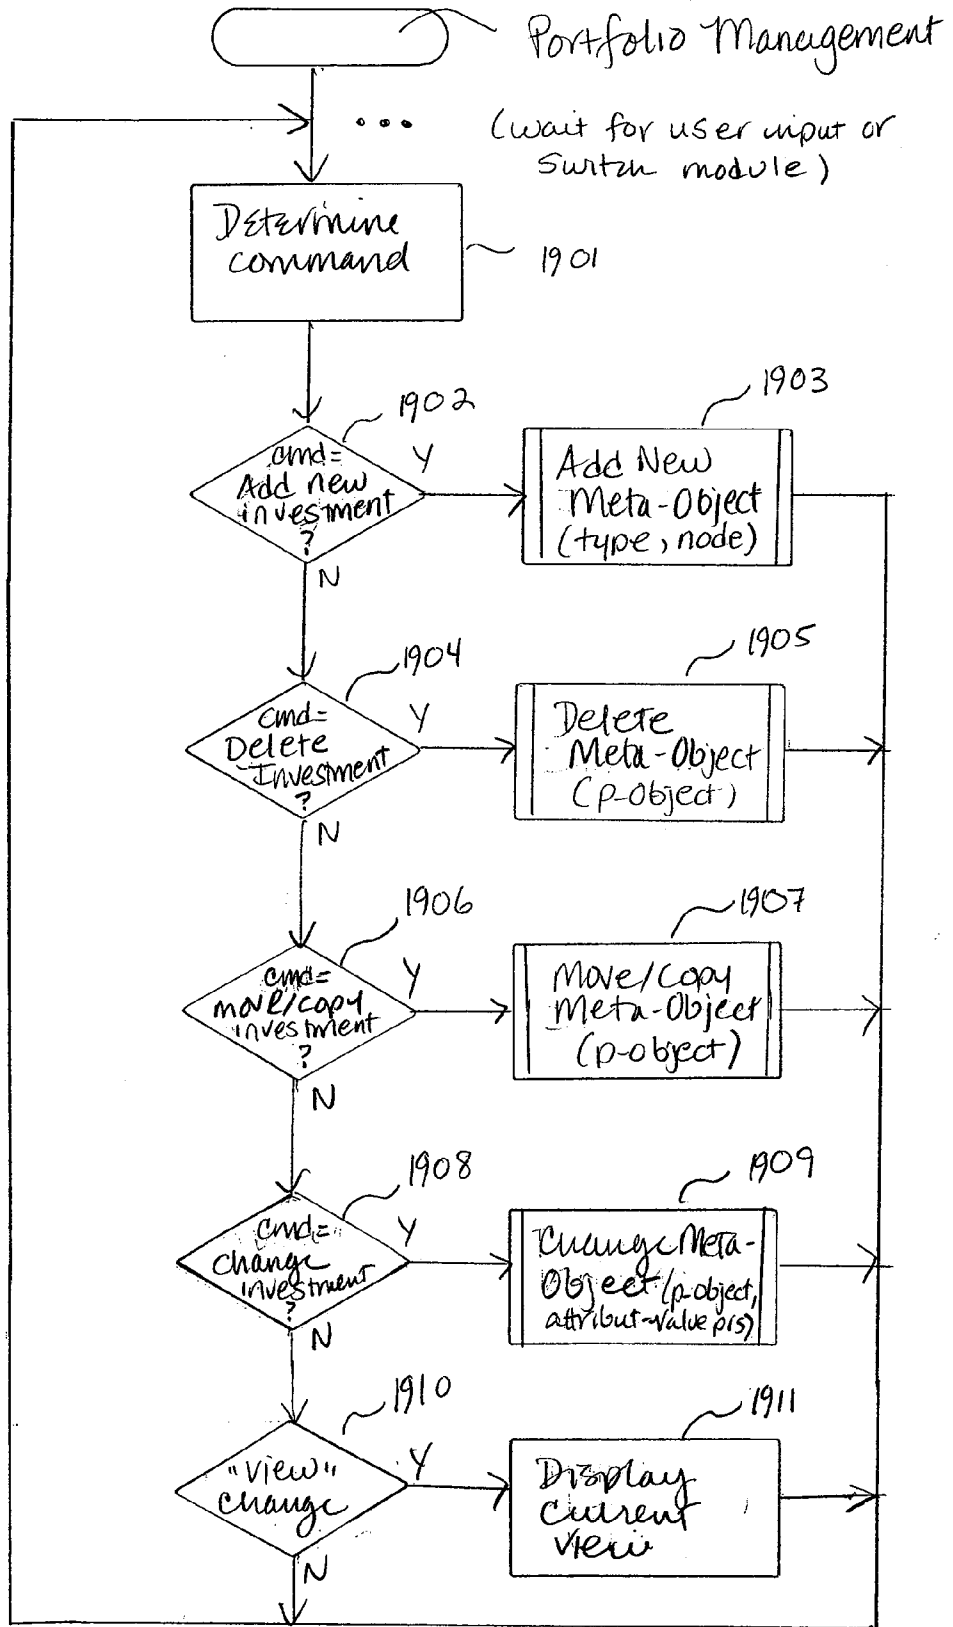 Portfolio Management
(wait for user input or
switch module)
Determine
command
1901
1902
cmd=
Add new
investment
?
Y
N
1903
Add New
Meta-Object
(type, node)
1904
cmd=
Delete
Investment
?
Y
N
1905
Delete
Meta-Object
(p-object)
1906
cmd=
move/copy
investment
?
Y
N
1907
Move/Copy
Meta-Object
(p-object)
1908
cmd=
change
investment
?
Y
N
1909
Change Meta-
Object (p-object,
attribut-value prs)
1910
"view"
change
Y
N
1911
Display
current
view